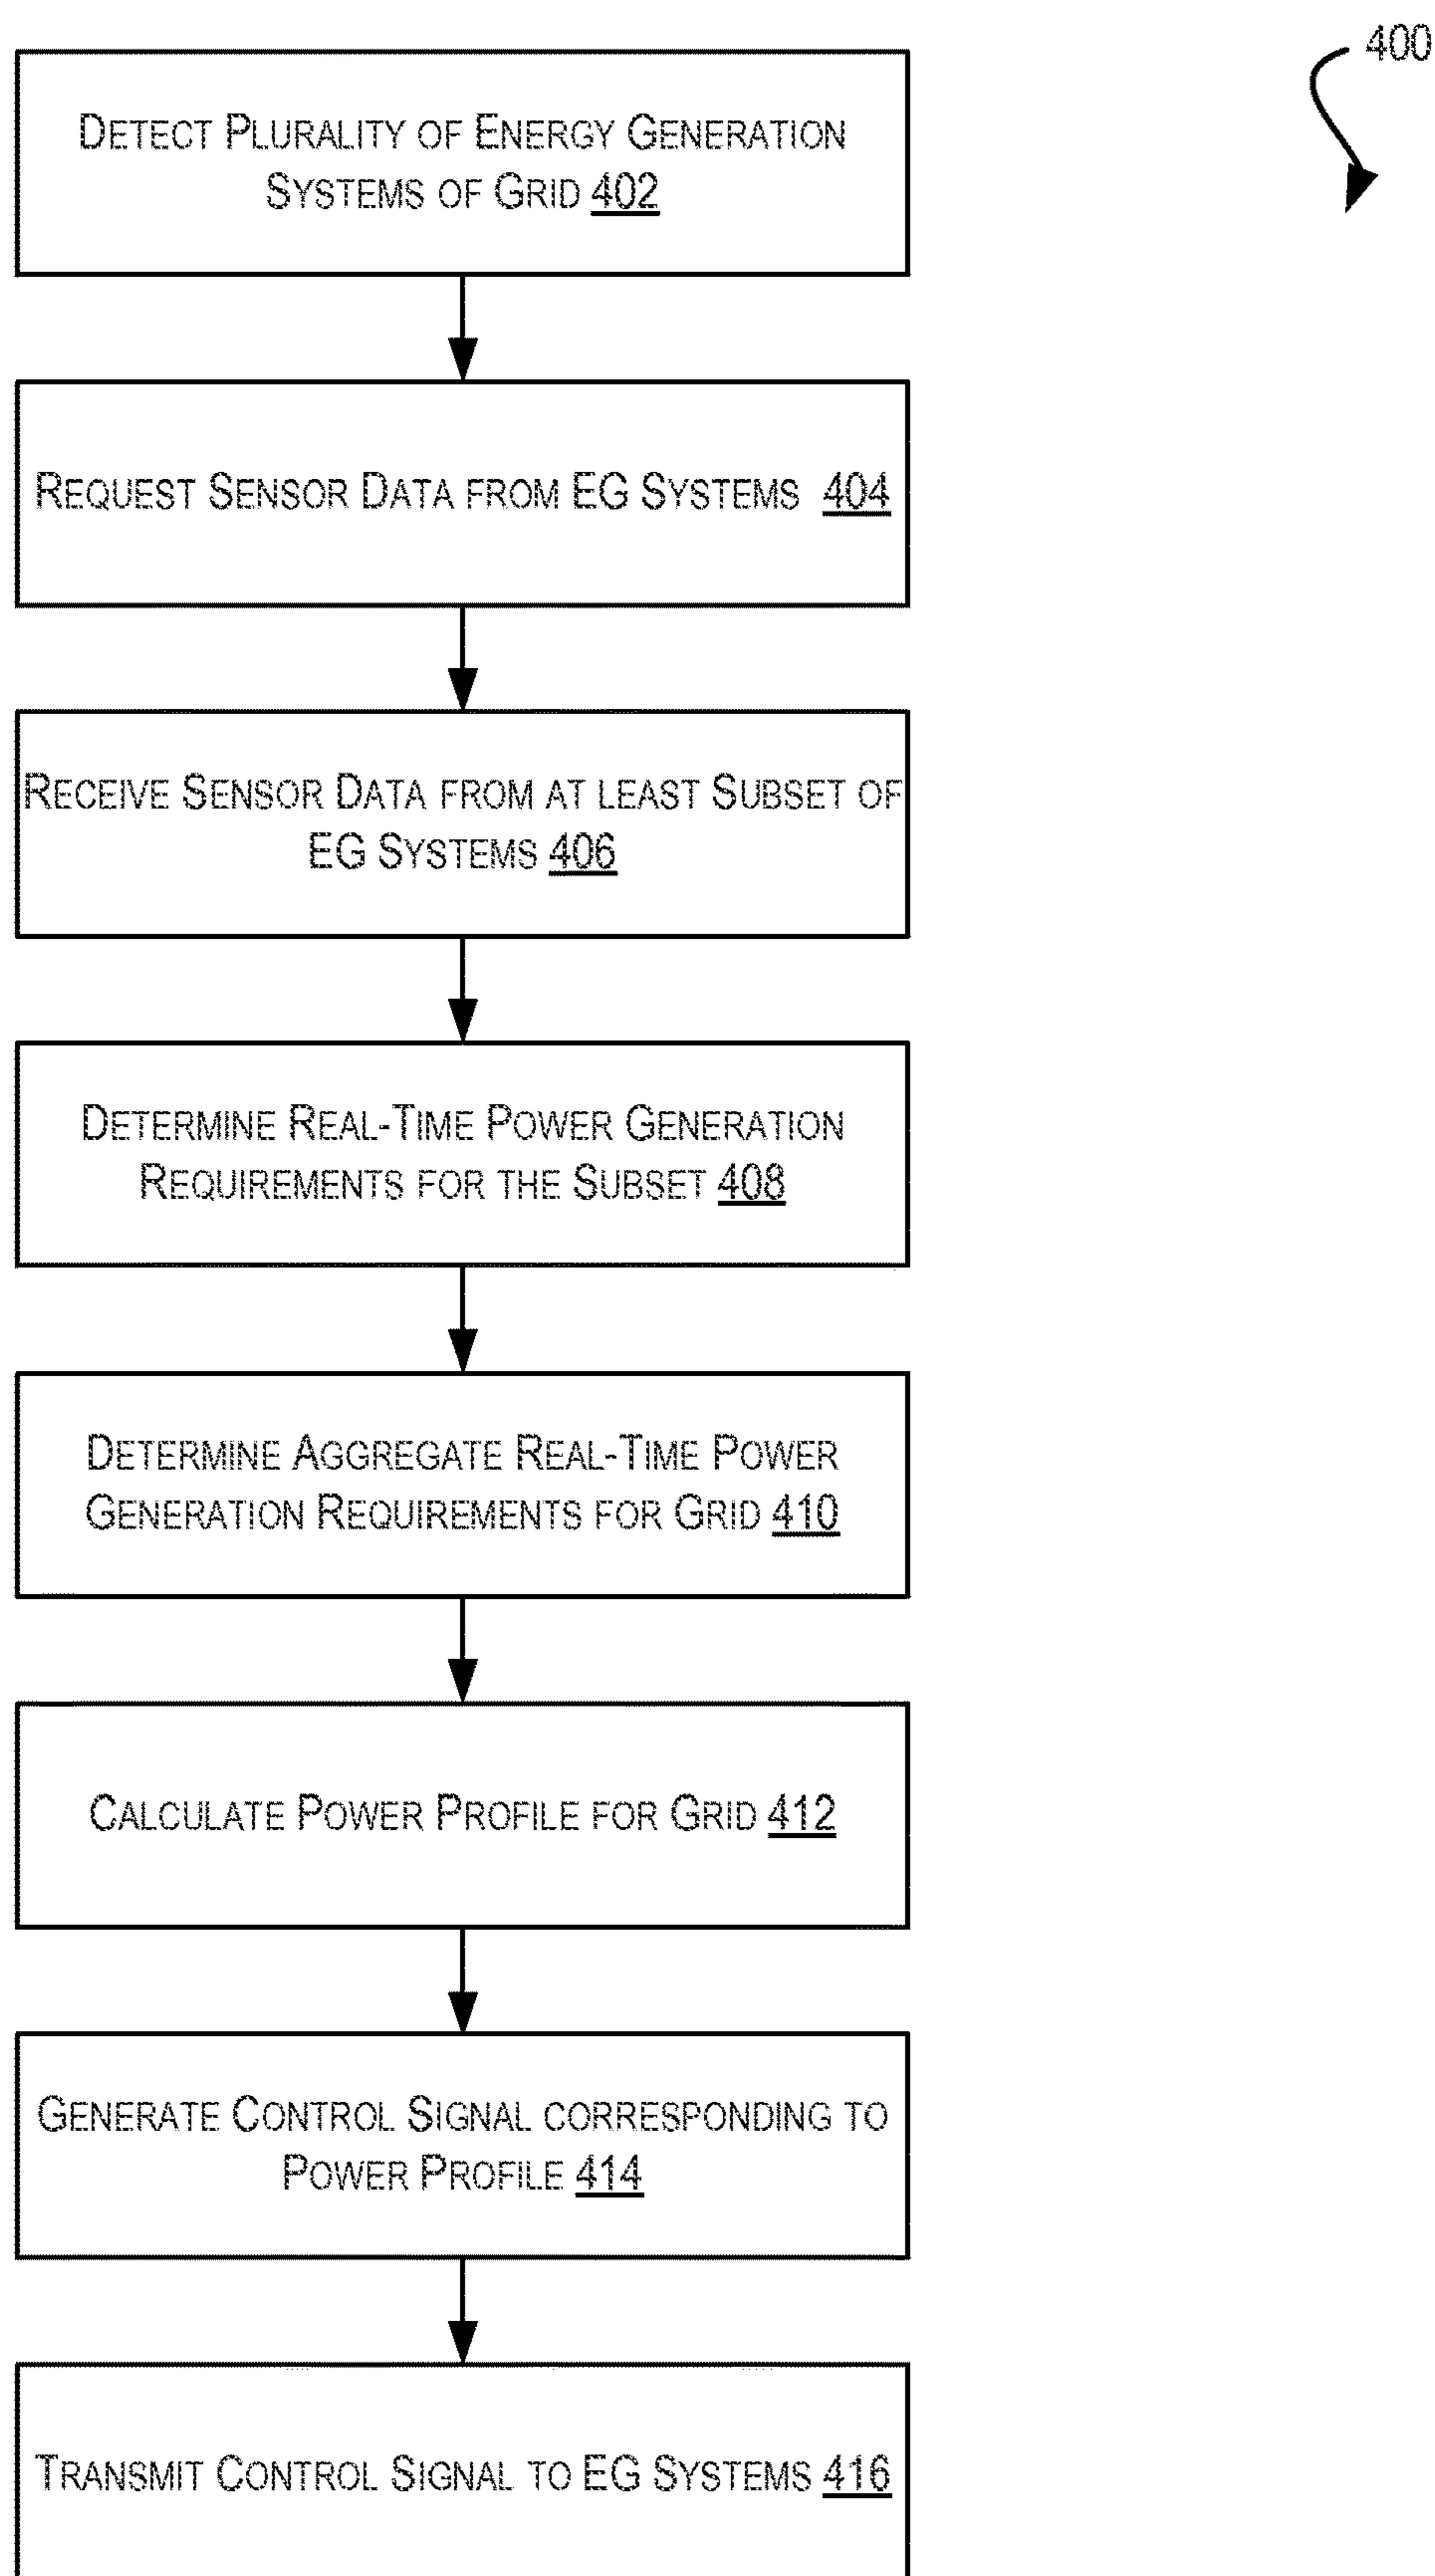 400
DETECT PLURALITY OF ENERGY GENERATION
SYSTEMS OF GRID 402
REQUEST SENSOR DATA FROM EG SYSTEMS 404
RECEIVE SENSOR DATA FROM AT LEAST SUBSET OF
EG SYSTEMS 406
DETERMINE REAL-TIME POWER GENERATION
REQUIREMENTS FOR THE SUBSET 408
DETERMINE AGGREGATE REAL-TIME POWER
GENERATION REQUIREMENTS FOR GRID 410
CALCULATE POWER PROFILE FOR GRID 412
GENERATE CONTROL SIGNAL CORRESPONDING TO
POWER PROFILE 414
TRANSMIT CONTROL SIGNAL TO EG SYSTEMS 416